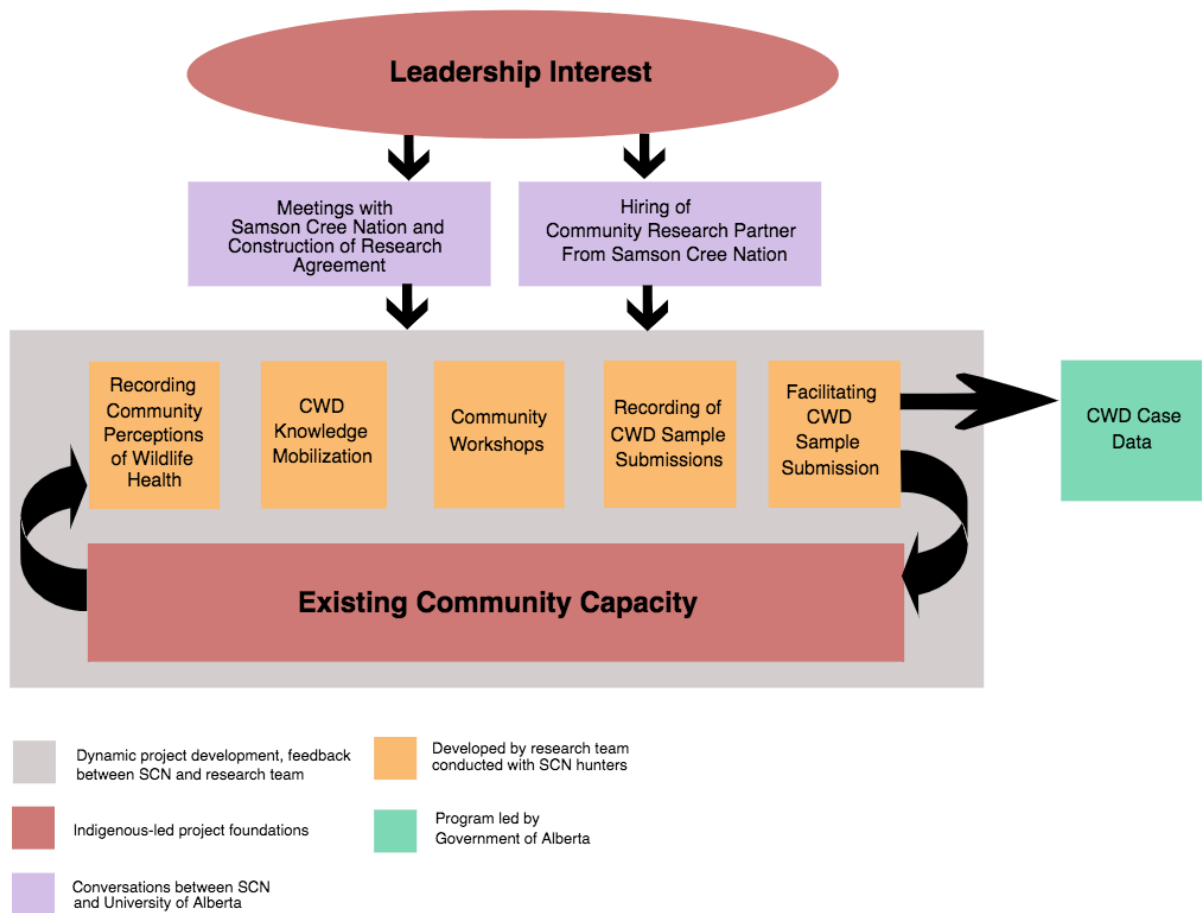 Leadership Interest
Meetings with
Samson Cree Nation and
Construction of Research
Agreement
Hiring of
Community Research Partner
From Samson Cree Nation
Recording
Community
Perceptions
of Wildlife
Health
CWD
Knowledge
Mobilization
Community
Workshops
Recording of
CWD Sample
Submissions
Facilitating
CWD
Sample
Submission
CWD Case
Data
Existing Community Capacity
Dynamic project development, feedback
between SCN and research team
Indigenous-led project foundations
Conversations between SCN
and University of Alberta
Developed by research team
conducted with SCN hunters
Program led by
Government of Alberta